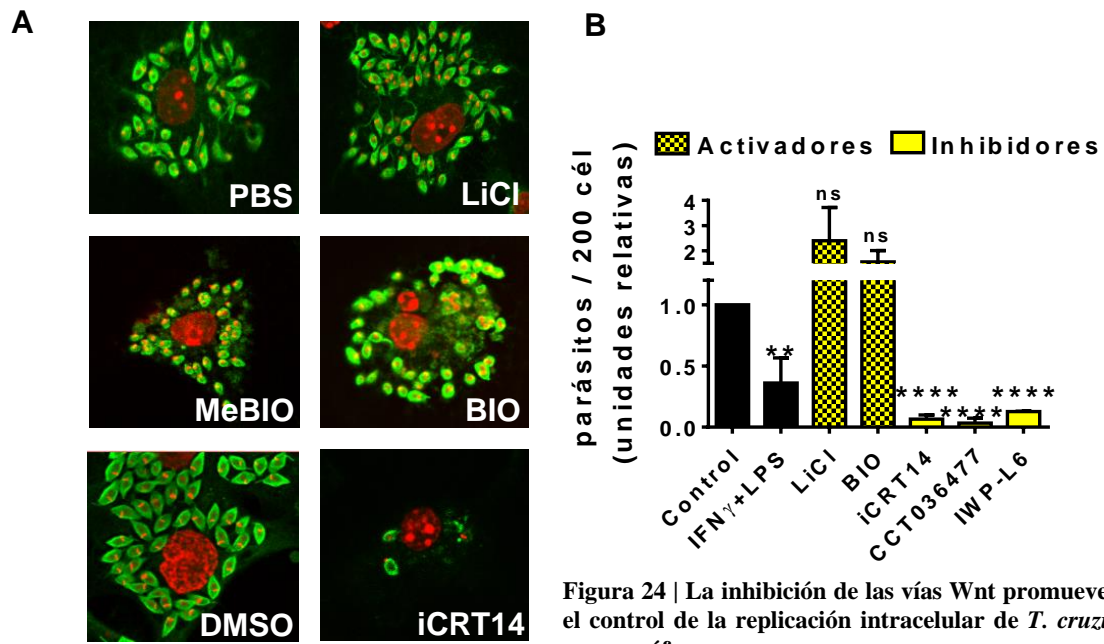 A
B
PBS
LiCl
MeBIO
BIO
DMSO
iCRT14
Activadores
Inhibidores
parásitos / 200 cél
(unidades relativas)
4
3
2
1.0
0.5
0.0
ns
ns
**
****
****
****
Control
IFNγ+LPS
LiCl
BIO
iCRT14
CCT036477
IWP-L6
Figura 24 | La inhibición de las vías Wnt promueve
el control de la replicación intracelular de T. cruzi